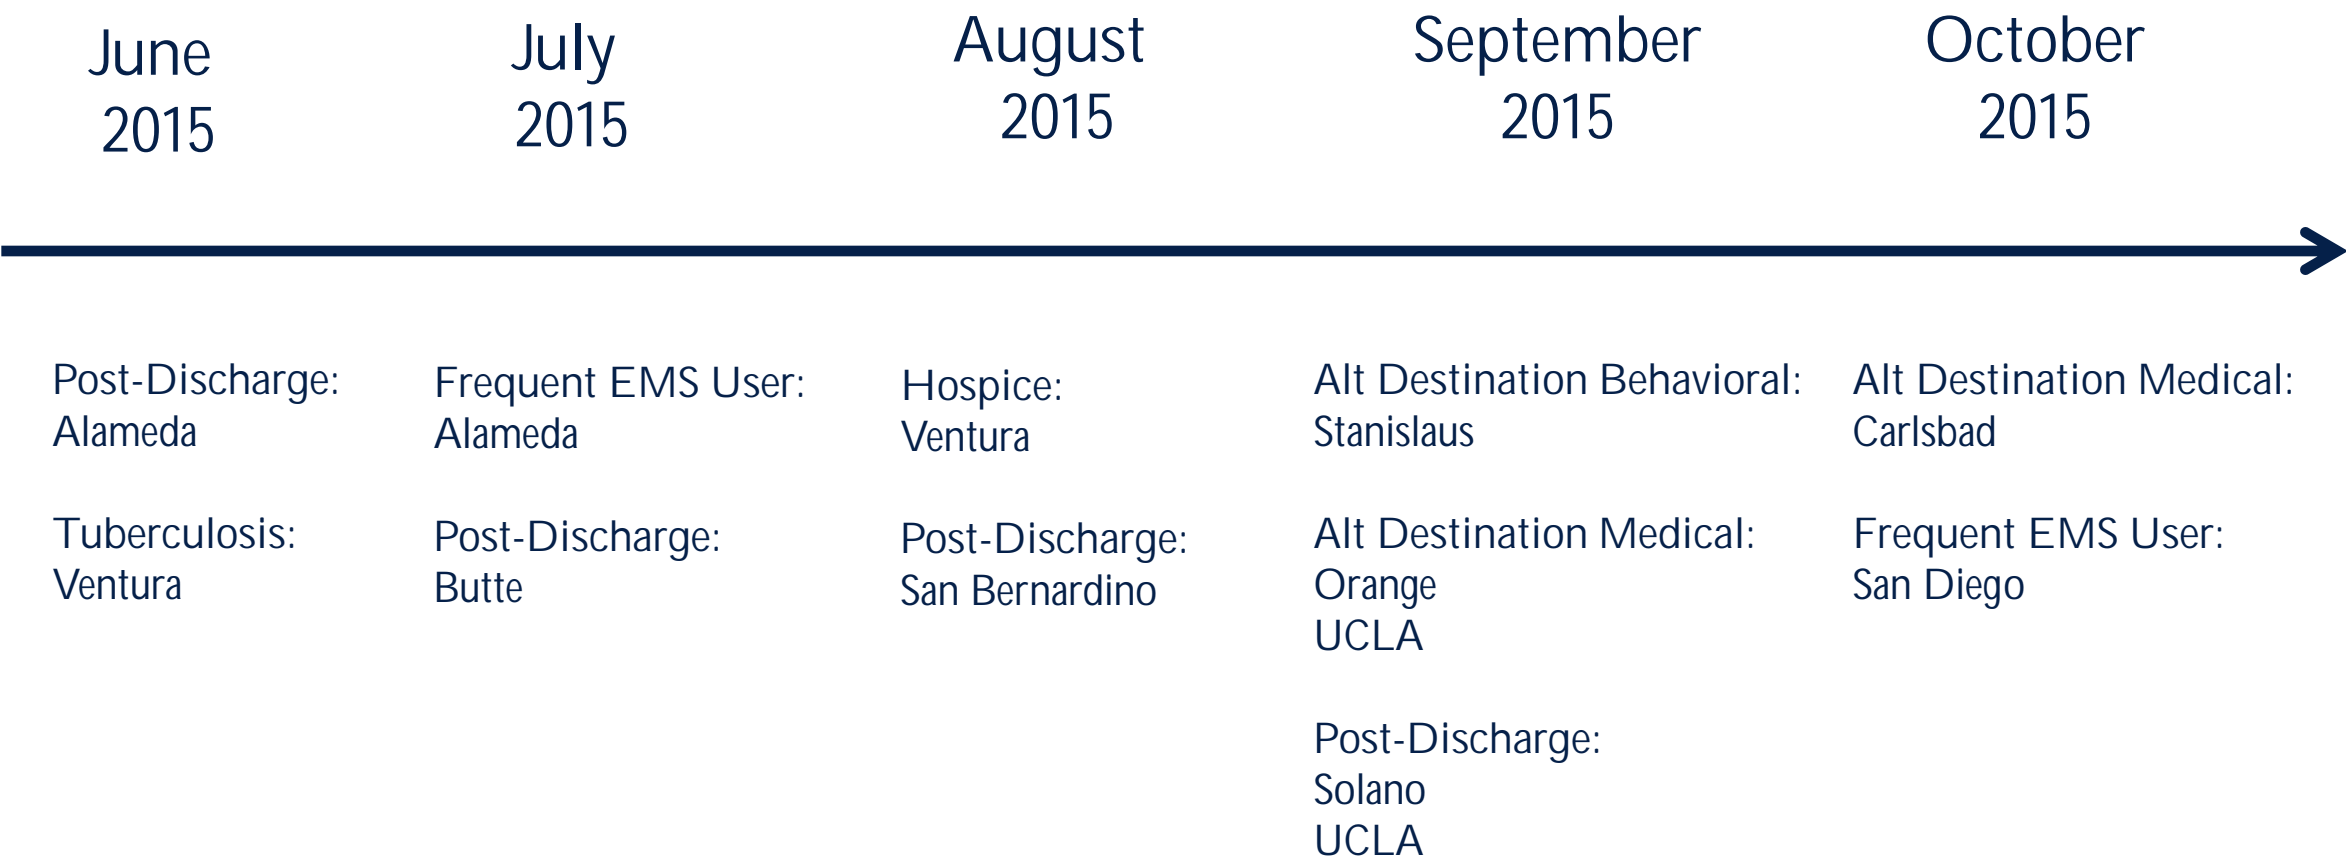 June
2015
July
2015
August
2015
September
2015
October
2015
Post-Discharge:
Alameda
Tuberculosis:
Ventura
Frequent EMS User:
Alameda
Post-Discharge:
Butte
Hospice:
Ventura
Post-Discharge:
San Bernardino
Alt Destination Behavioral:
Stanislaus
Alt Destination Medical:
Orange
UCLA
Post-Discharge:
Solano
UCLA
Alt Destination Medical:
Carlsbad
Frequent EMS User:
San Diego